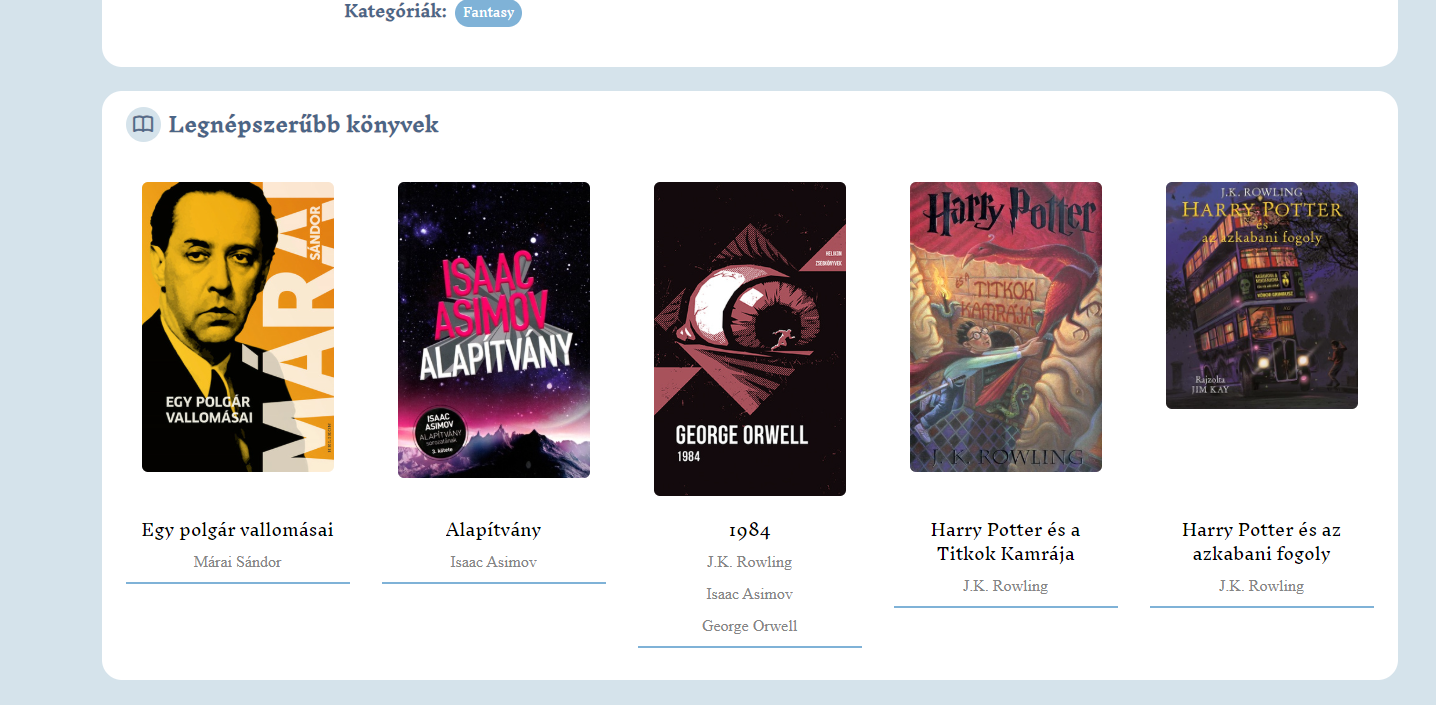 Kategóriák: Fantasy
Legnépszerűbb könyvek
MÁRAI
SÁNDOR
EGY POLGÁR
VALLOMÁSAI
ISAAC
ASIMOV
ALAPÍTVÁNY
ISAAC
ASIMOV
ALAPÍTVÁNY
sorozatának
3. kötete
HELIKON
ZSEBKÖNYVEK
GEORGE ORWELL
1984
Harry Potter
és a
TITKOK
KAMRÁJA
J. K. ROWLING
J.K. ROWLING
HARRY POTTER
és
az azkabani fogoly
Rajzolta
JIM KAY
Egy polgár vallomásai
Márai Sándor
Alapítvány
Isaac Asimov
1984
J.K. Rowling
Isaac Asimov
George Orwell
Harry Potter és a
Titkok Kamrája
J.K. Rowling
Harry Potter és az
azkabani fogoly
J.K. Rowling